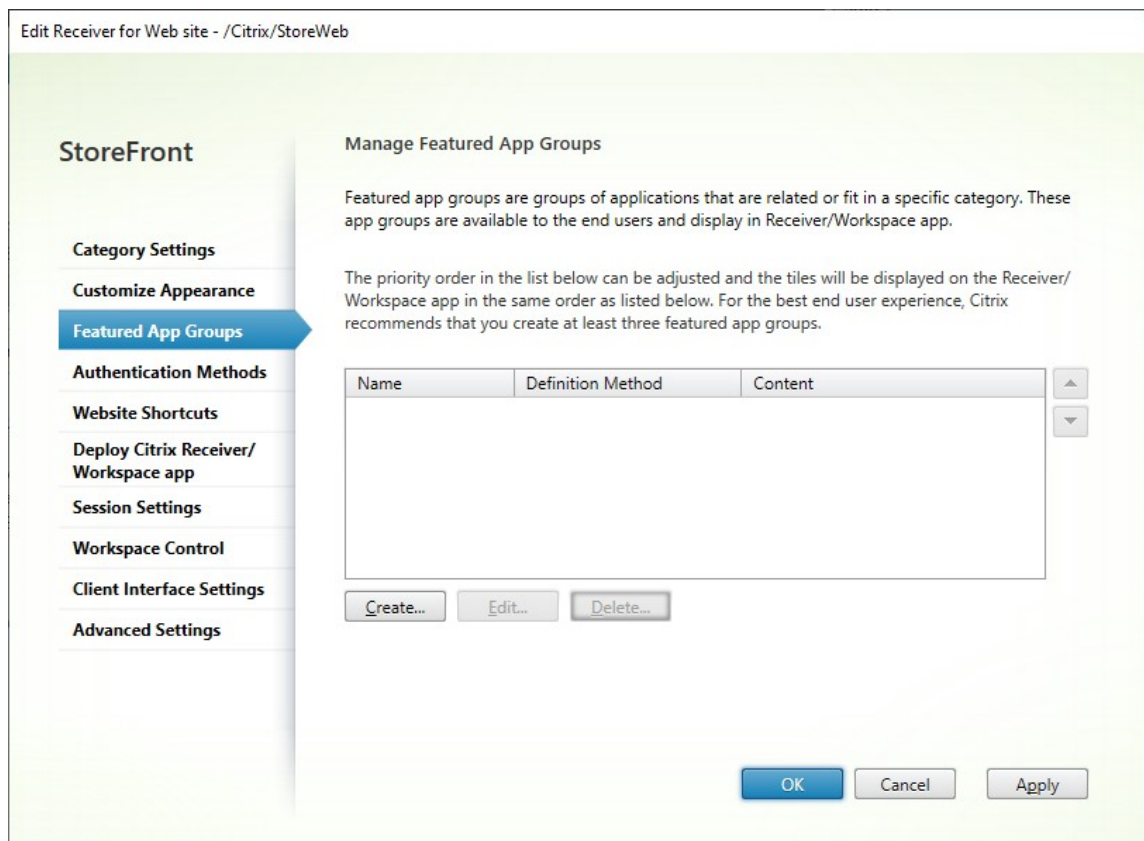 Edit Receiver for Web site - /Citrix/StoreWeb
StoreFront
Category Settings
Customize Appearance
Featured App Groups
Authentication Methods
Website Shortcuts
Deploy Citrix Receiver/
Workspace app
Session Settings
Workspace Control
Client Interface Settings
Advanced Settings
Manage Featured App Groups
Featured app groups are groups of applications that are related or fit in a specific category. These
app groups are available to the end users and display in Receiver/Workspace app.
The priority order in the list below can be adjusted and the tiles will be displayed on the Receiver/
Workspace app in the same order as listed below. For the best end user experience, Citrix
recommends that you create at least three featured app groups.
Name Definition Method Content
Create... Edit... Delete...
OK Cancel Apply